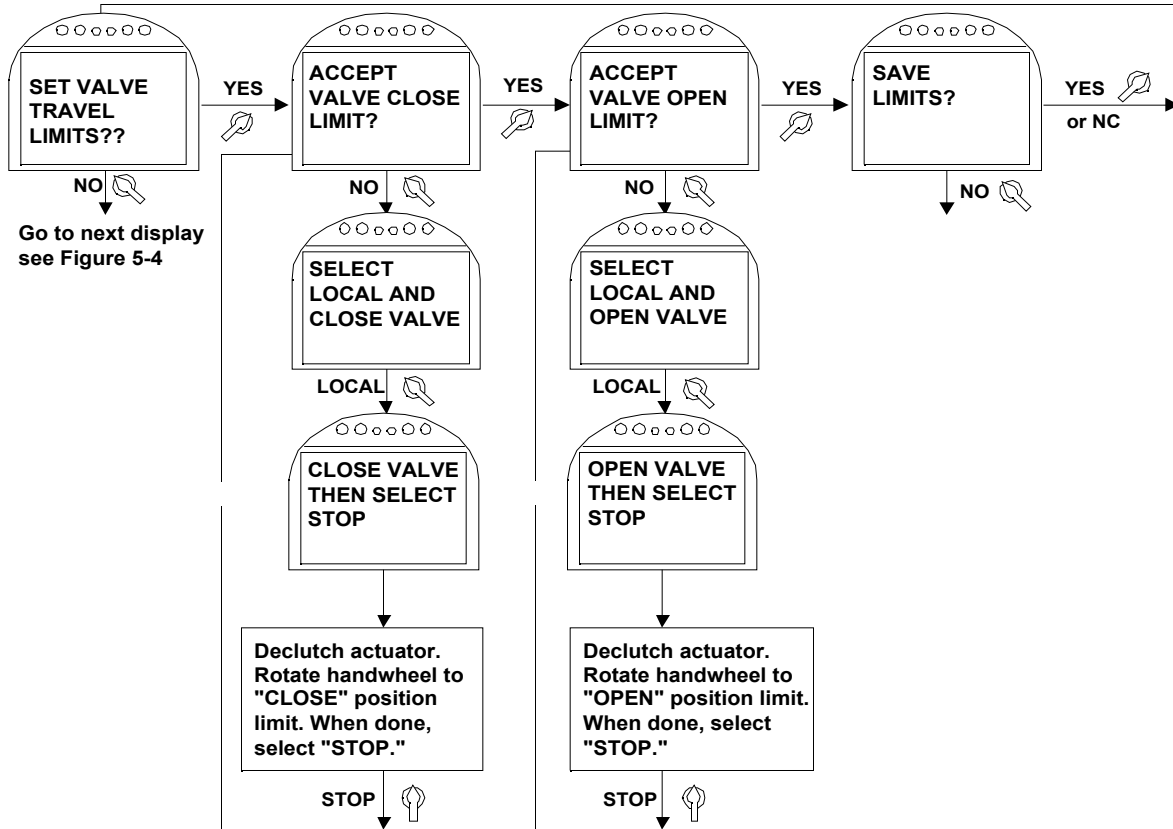 SET VALVE
TRAVEL
LIMITS??
YES
ACCEPT
VALVE CLOSE
LIMIT?
YES
ACCEPT
VALVE OPEN
LIMIT?
YES
SAVE
LIMITS?
YES
or NC
NO
Go to next display
see Figure 5-4
NO
NO
NO
SELECT
LOCAL AND
CLOSE VALVE
SELECT
LOCAL AND
OPEN VALVE
LOCAL
LOCAL
CLOSE VALVE
THEN SELECT
STOP
OPEN VALVE
THEN SELECT
STOP
Declutch actuator.
Rotate handwheel to
"CLOSE" position
limit. When done,
select "STOP."
Declutch actuator.
Rotate handwheel to
"OPEN" position limit.
When done, select
"STOP."
STOP
STOP